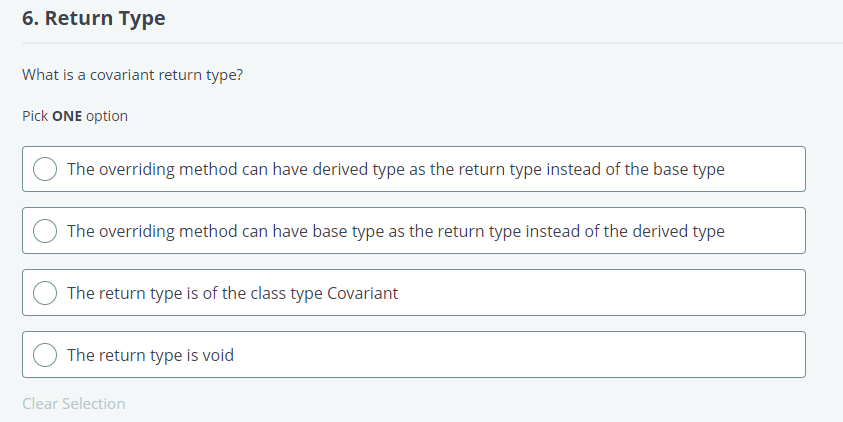 6. Return Type
What is a covariant return type?
Pick ONE option
The overriding method can have derived type as the return type instead of the base type
The overriding method can have base type as the return type instead of the derived type
The return type is of the class type Covariant
The return type is void
Clear Selection